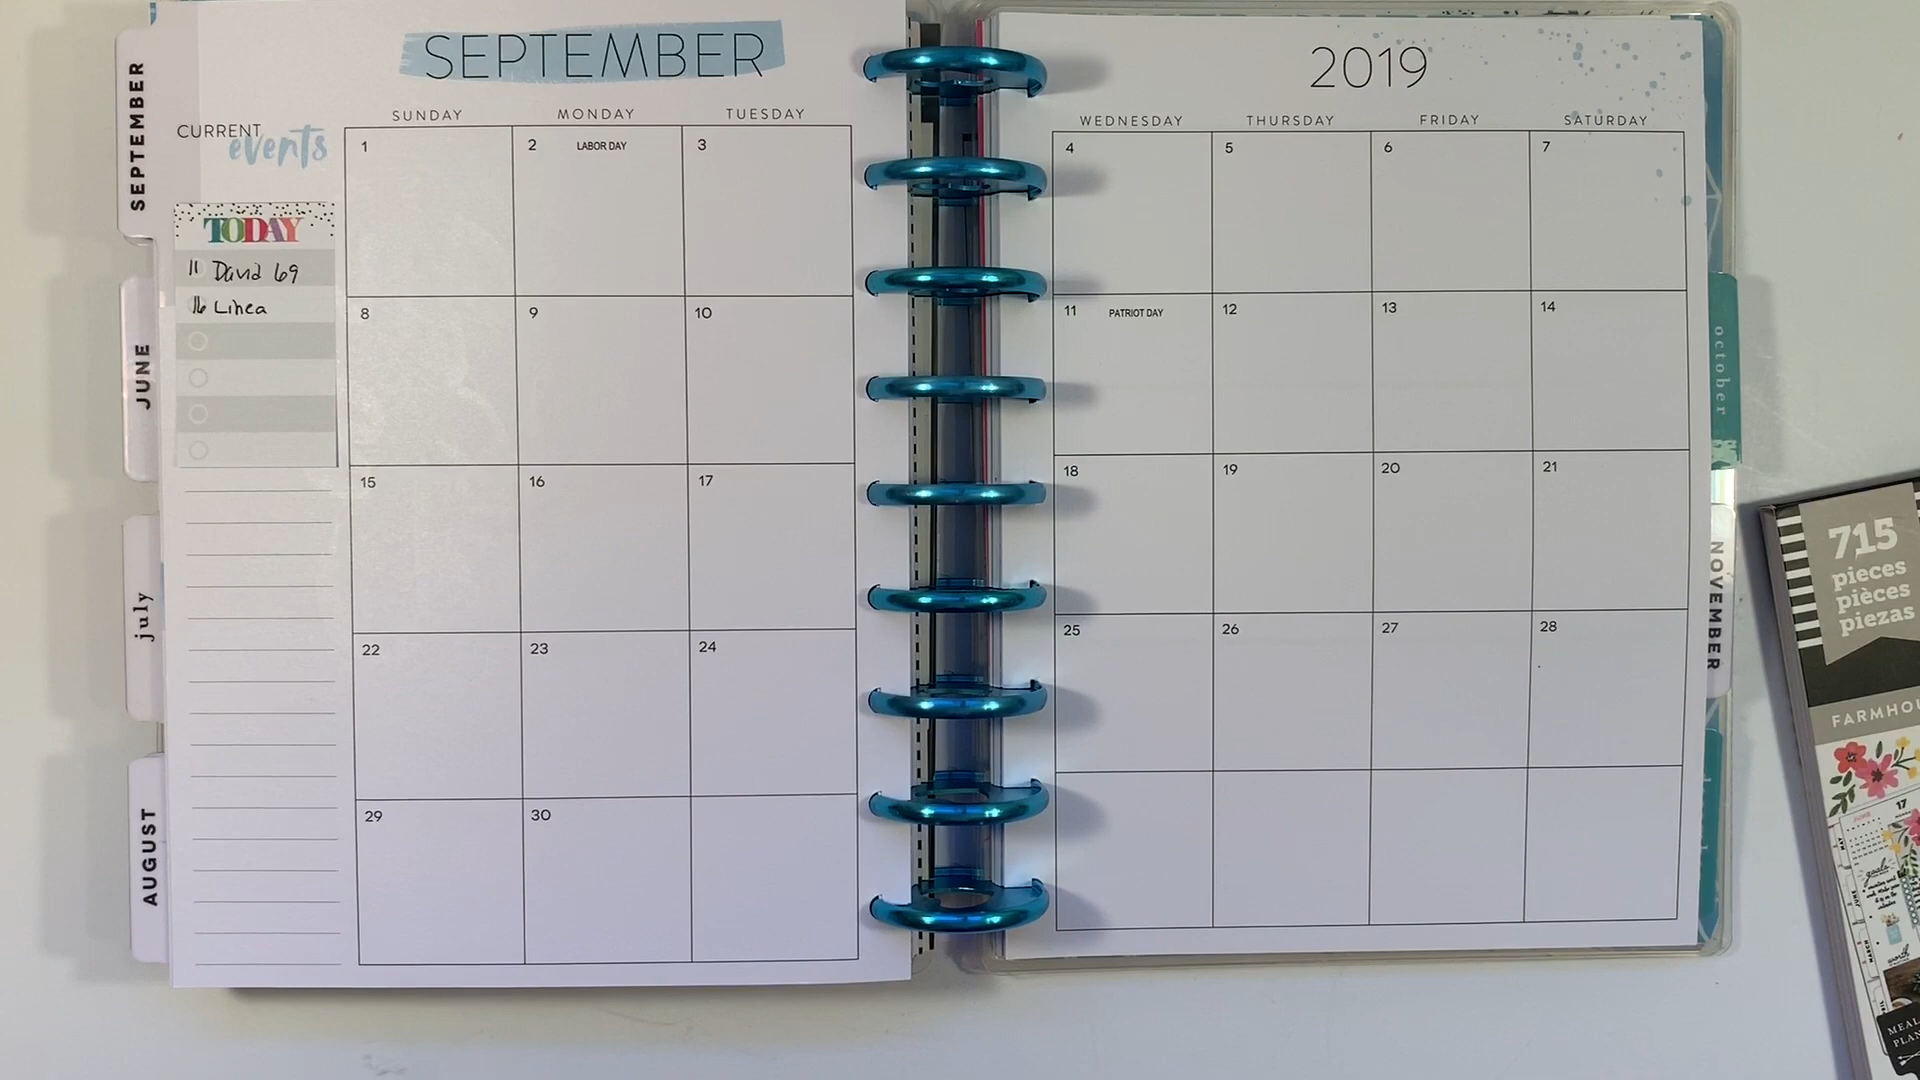 SEPTEMBER
2019
CURRENT
events
SUNDAY MONDAY TUESDAY
WEDNESDAY THURSDAY FRIDAY SATURDAY
1 2 LABOR DAY 3
4 5 6 7
8 9 10
11 PATRIOT DAY 12 13 14
15 16 17
18 19 20 21
22 23 24
25 26 27 28
29 30
TODAY
11 David 69
16 Linea
SEPTEMBER
JUNE
july
AUGUST
october
NOVEMBER
715
pieces
pièces
piezas
17
goals
MEAL